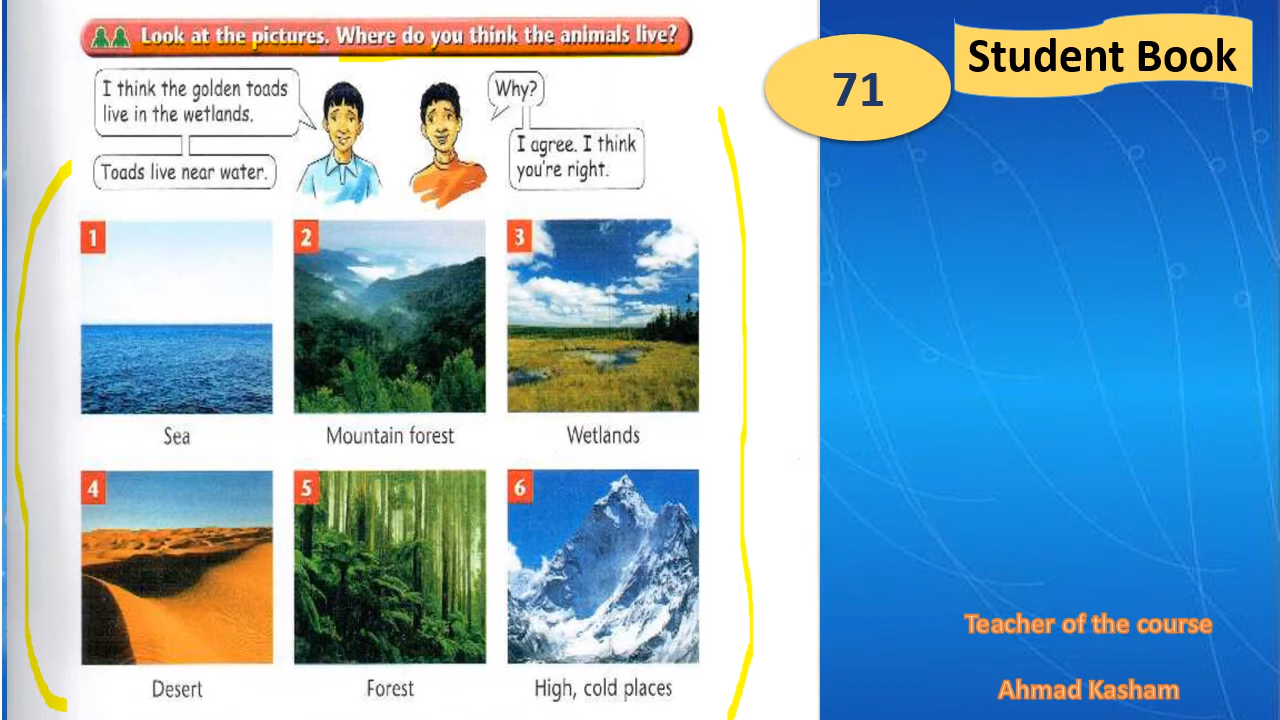 Look at the pictures. Where do you think the animals live?
I think the golden toads
live in the wetlands.
Toads live near water.
Why?
I agree. I think
you're right.
1
Sea
2
Mountain forest
3
Wetlands
4
Desert
5
Forest
6
High, cold places
71
Student Book
Teacher of the course
Ahmad Kasham